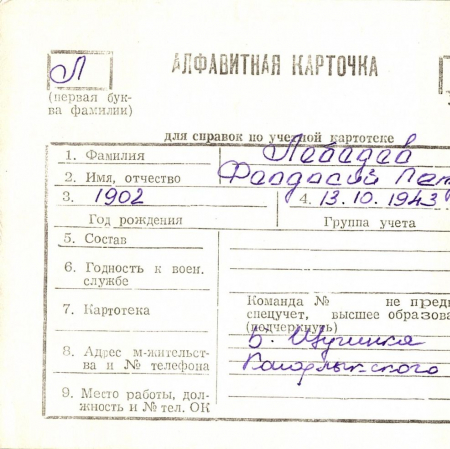 Л
АЛФАВИТНАЯ КАРТОЧКА
(первая бук-
ва фамилии)
для справок по учетной картотеке
1. Фамилия Лебедев
2. Имя, отчество Феодосий
3. 1902 4. 13.10.1943
Год рождения Группа учета
5. Состав
6. Годность к воен.
службе
7. Картотека
Команда № не пред
спецучет, высшее образова
(подчеркнуть)
8. Адрес м-жительст-
ва и № телефона
Б. Щучинка
Кагарлыкского
9. Место работы, дол-
жность и № тел. ОК